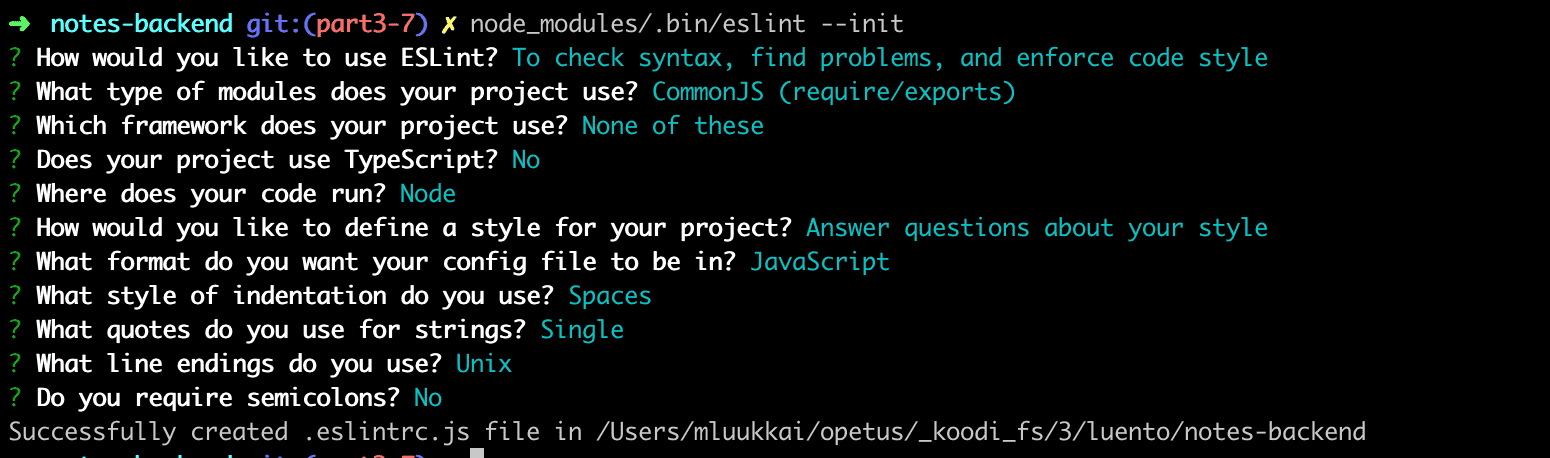 ➜ notes-backend git:(part3-7) ✗ node_modules/.bin/eslint --init
? How would you like to use ESLint? To check syntax, find problems, and enforce code style
? What type of modules does your project use? CommonJS (require/exports)
? Which framework does your project use? None of these
? Does your project use TypeScript? No
? Where does your code run? Node
? How would you like to define a style for your project? Answer questions about your style
? What format do you want your config file to be in? JavaScript
? What style of indentation do you use? Spaces
? What quotes do you use for strings? Single
? What line endings do you use? Unix
? Do you require semicolons? No
Successfully created .eslintrc.js file in /Users/mluukkai/opetus/_koodi_fs/3/luento/notes-backend